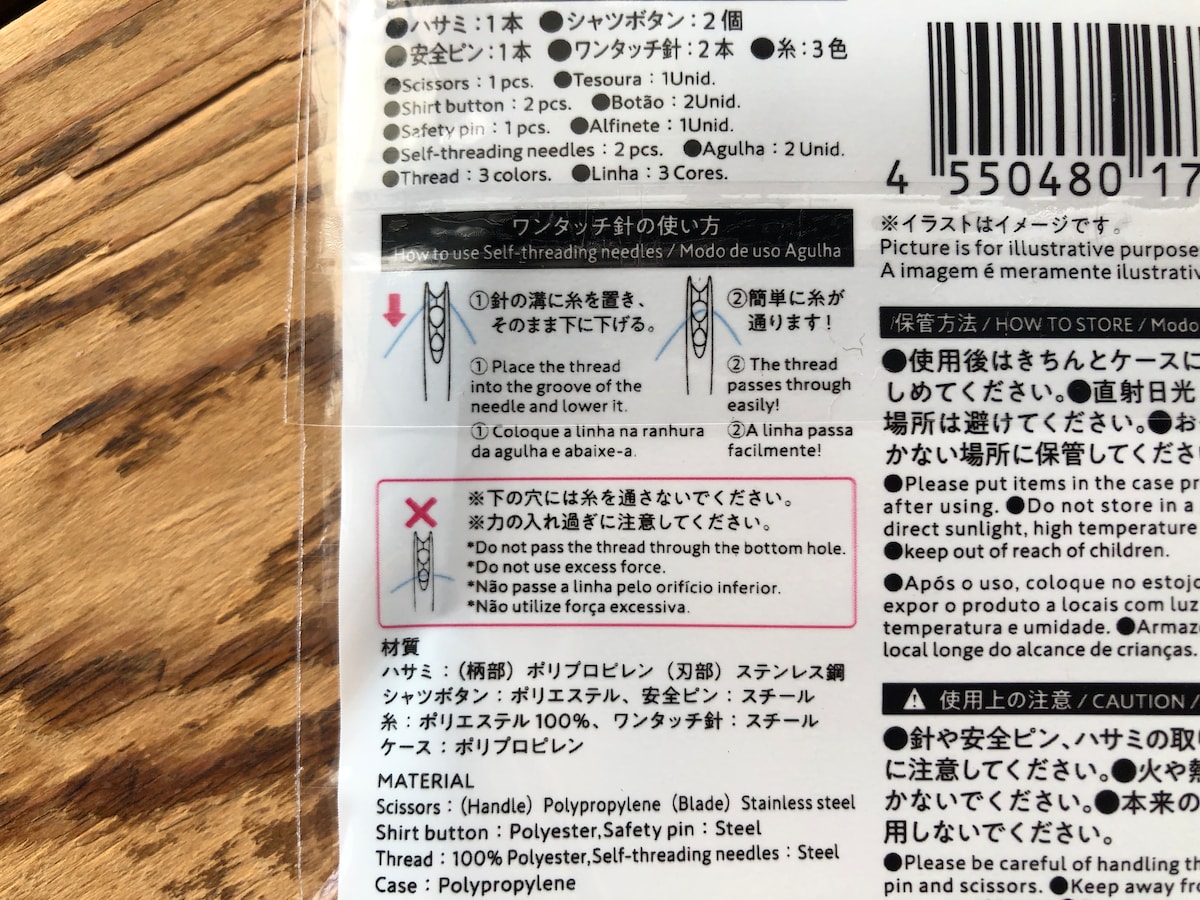 ●ハサミ：1本 ●シャツボタン：2個
●安全ピン：1本 ●ワンタッチ針：2本 ●糸：3色
●Scissors：1pcs. ●Tesoura：1Unid.
●Shirt button：2pcs. ●Botão：2Unid.
●Safety pin：1pcs. ●Alfinete：1Unid.
●Self-threading needles：2pcs. ●Agulha：2Unid.
●Thread：3colors. ●Linha：3Cores.
ワンタッチ針の使い方
How to use Self-threading needles / Modo de uso Agulha
①針の溝に糸を置き、
そのまま下に下げる。
① Place the thread
into the groove of the
needle and lower it.
① Coloque a linha na ranhura
da agulha e abaixe-a.
②簡単に糸が
通ります！
② The thread
passes through
easily!
②A linha passa
facilmente!
※下の穴には糸を通さないでください。
※力の入れ過ぎに注意してください。
*Do not pass the thread through the bottom hole.
*Do not use excess force.
*Não passe a linha pelo orifício inferior.
*Não utilize força excessiva.
材質
ハサミ：（柄部）ポリプロピレン（刃部）ステンレス鋼
シャツボタン：ポリエステル、安全ピン：スチール
糸：ポリエステル100%、ワンタッチ針：スチール
ケース：ポリプロピレン
MATERIAL
Scissors：（Handle）Polypropylene（Blade）Stainless steel
Shirt button：Polyester,Safety pin：Steel
Thread：100% Polyester,Self-threading needles：Steel
Case：Polypropylene
4 550480 17
※イラストはイメージです。
Picture is for illustrative purpose
A imagem é meramente ilustrativ
保管方法 / HOW TO STORE / Modo
●使用後はきちんとケースに
しめてください。●直射日光
場所は避けてください。●お
かない場所に保管してくださ
●Please put items in the case pr
after using. ●Do not store in a
direct sunlight, high temperature
●keep out of reach of children.
●Após o uso, coloque no estojo
expor o produto a locais com luz
temperatura e umidade. ●Armaz
local longe do alcance de crianças.
使用上の注意 / CAUTION /
●針や安全ピン、ハサミの取り
に注意してください。●火や熱
かないでください。●本来の
用しないでください。
●Please be careful of handling th
pin and scissors. ●Keep away fro